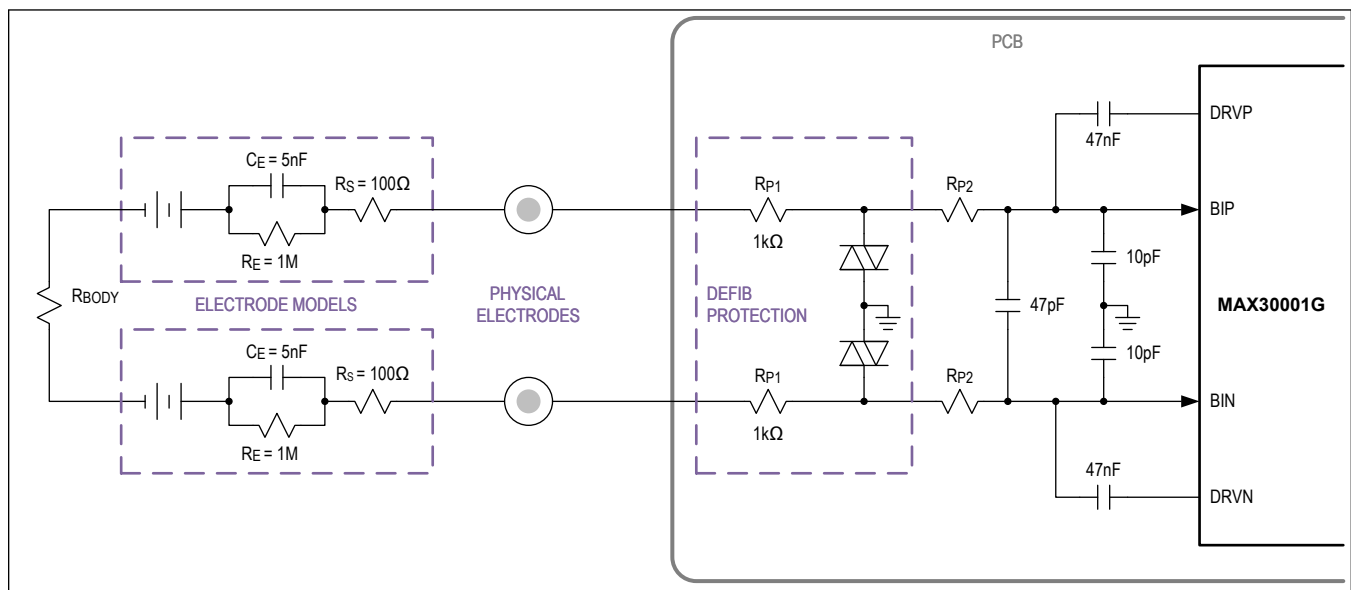 PCB
DRVP
47nF
CE = 5nF
RS = 100Ω
RE = 1M
RP1
1kΩ
RP2
BIP
10pF
RBODY
ELECTRODE MODELS
PHYSICAL
ELECTRODES
DEFIB
PROTECTION
47pF
MAX30001G
10pF
CE = 5nF
RS = 100Ω
RE = 1M
RP1
1kΩ
RP2
BIN
47nF
DRVN